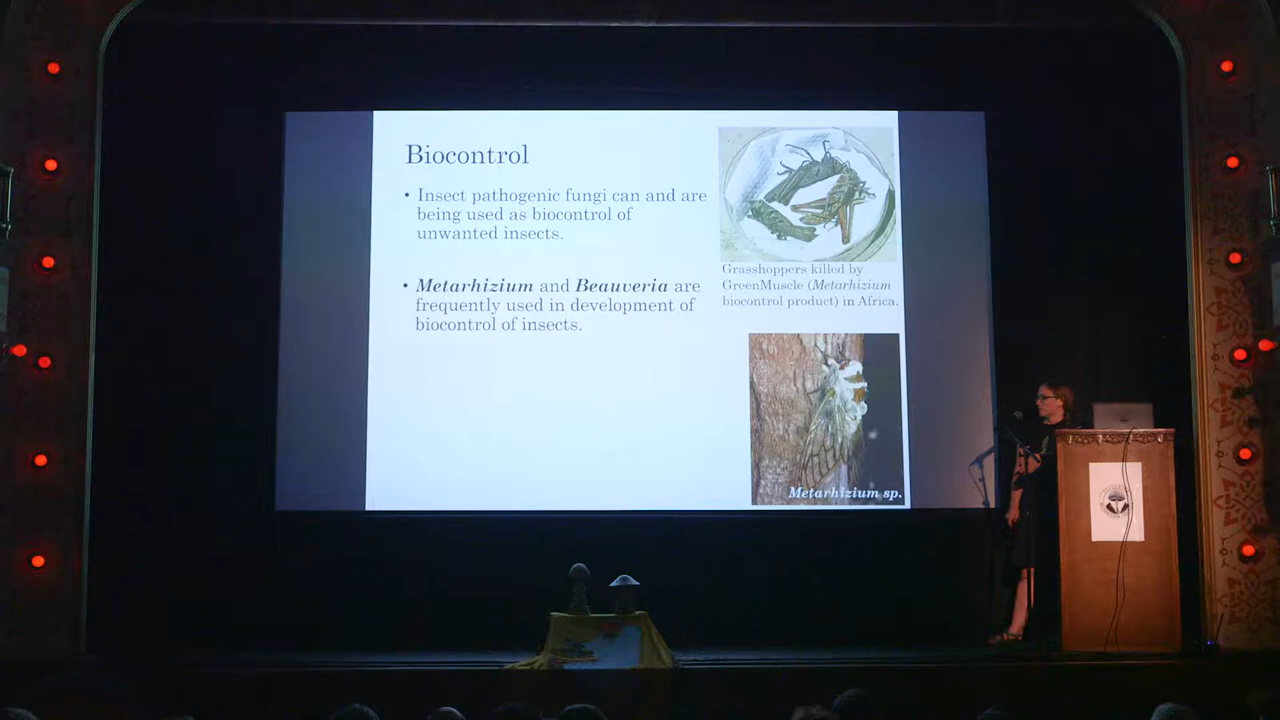 Biocontrol
• Insect pathogenic fungi can and are
being used as biocontrol of
unwanted insects.
• Metarhizium and Beauveria are
frequently used in development of
biocontrol of insects.
Grasshoppers killed by
GreenMuscle (Metarhizium
biocontrol product) in Africa.
Metarhizium sp.